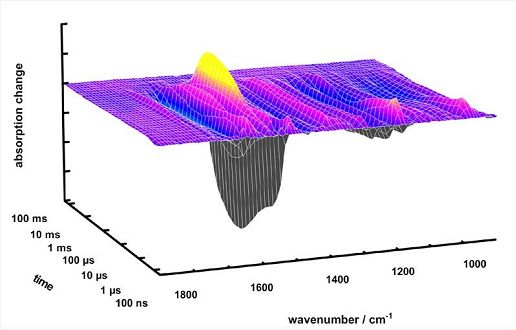 absorption change
100 ms
10 ms
1 ms
100 µs
10 µs
1 µs
100 ns
time
1800
1600
1400
1200
1000
wavenumber / cm-1